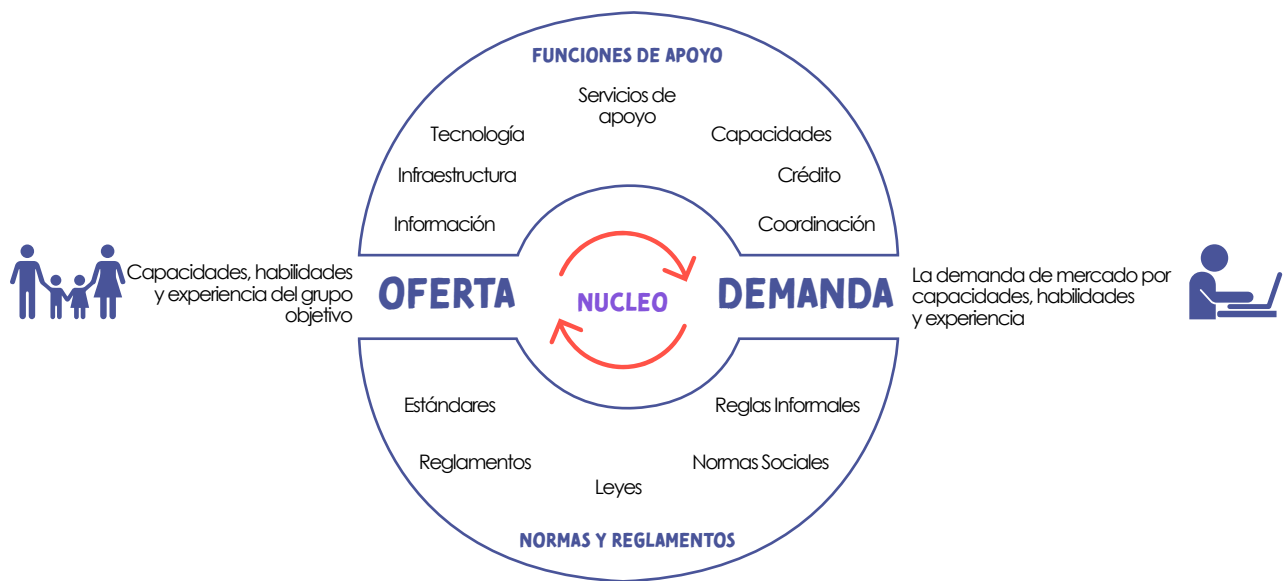 FUNCIONES DE APOYO
Servicios de
apoyo
Tecnología
Capacidades
Infraestructura
Crédito
Información
Coordinación
Capacidades, habilidades
y experiencia del grupo
objetivo
OFERTA
NUCLEO
DEMANDA
La demanda de mercado por
capacidades, habilidades
y experiencia
Estándares
Reglas Informales
Reglamentos
Normas Sociales
Leyes
NORMAS Y REGLAMENTOS